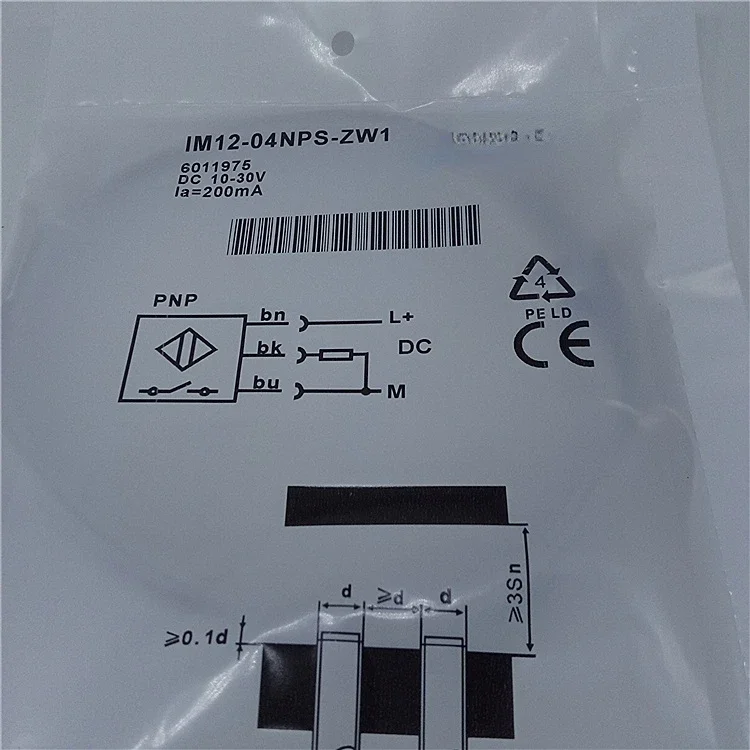 IM12-04NPS-ZW1
6011975
DC 10-30V
Ia=200mA
PNP
bn
L+
bk
DC
bu
M
4
PE LD
CE
≥3Sn
d
≥d
d
≥0.1d